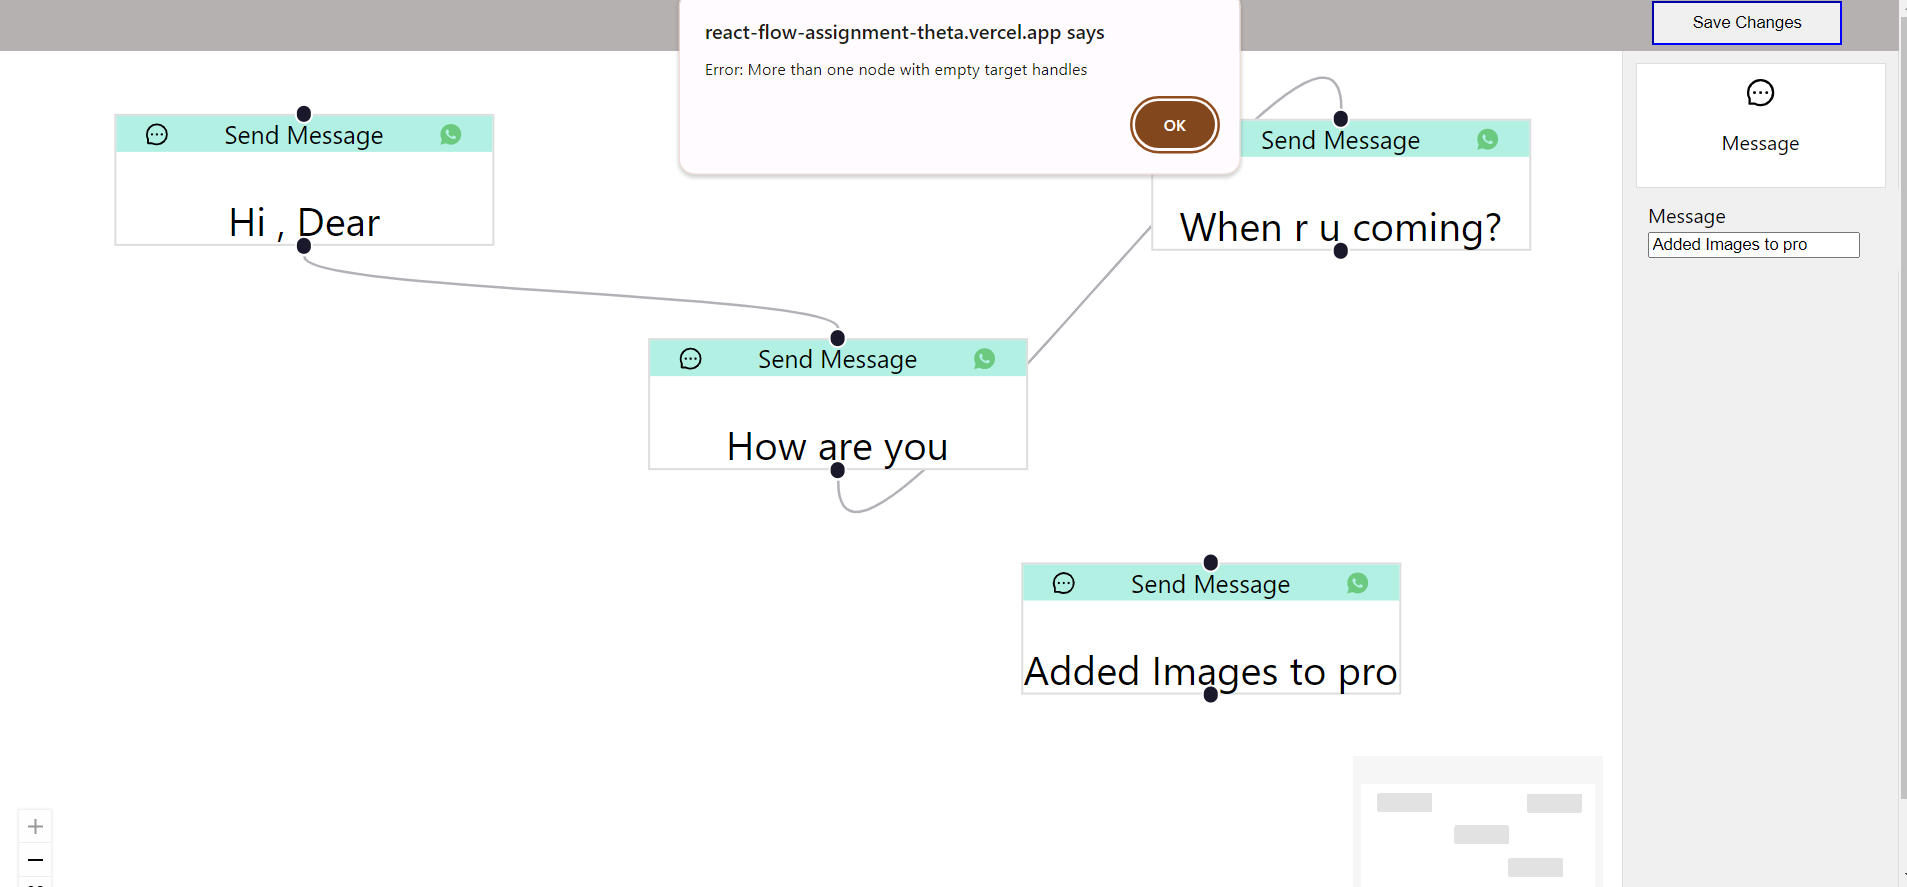 react-flow-assignment-theta.vercel.app says
Error: More than one node with empty target handles
OK
Save Changes
Send Message
Hi , Dear
Send Message
When r u coming?
Send Message
How are you
Send Message
Added Images to pro
Message
Message
Added Images to pro